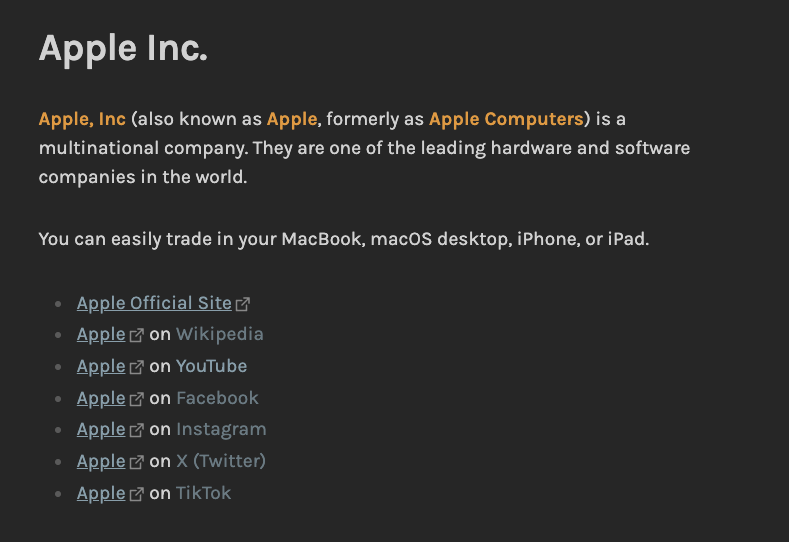 Apple Inc.
Apple, Inc (also known as Apple, formerly as Apple Computers) is a
multinational company. They are one of the leading hardware and software
companies in the world.
You can easily trade in your MacBook, macOS desktop, iPhone, or iPad.
Apple Official Site
Apple on Wikipedia
Apple on YouTube
Apple on Facebook
Apple on Instagram
Apple on X (Twitter)
Apple on TikTok